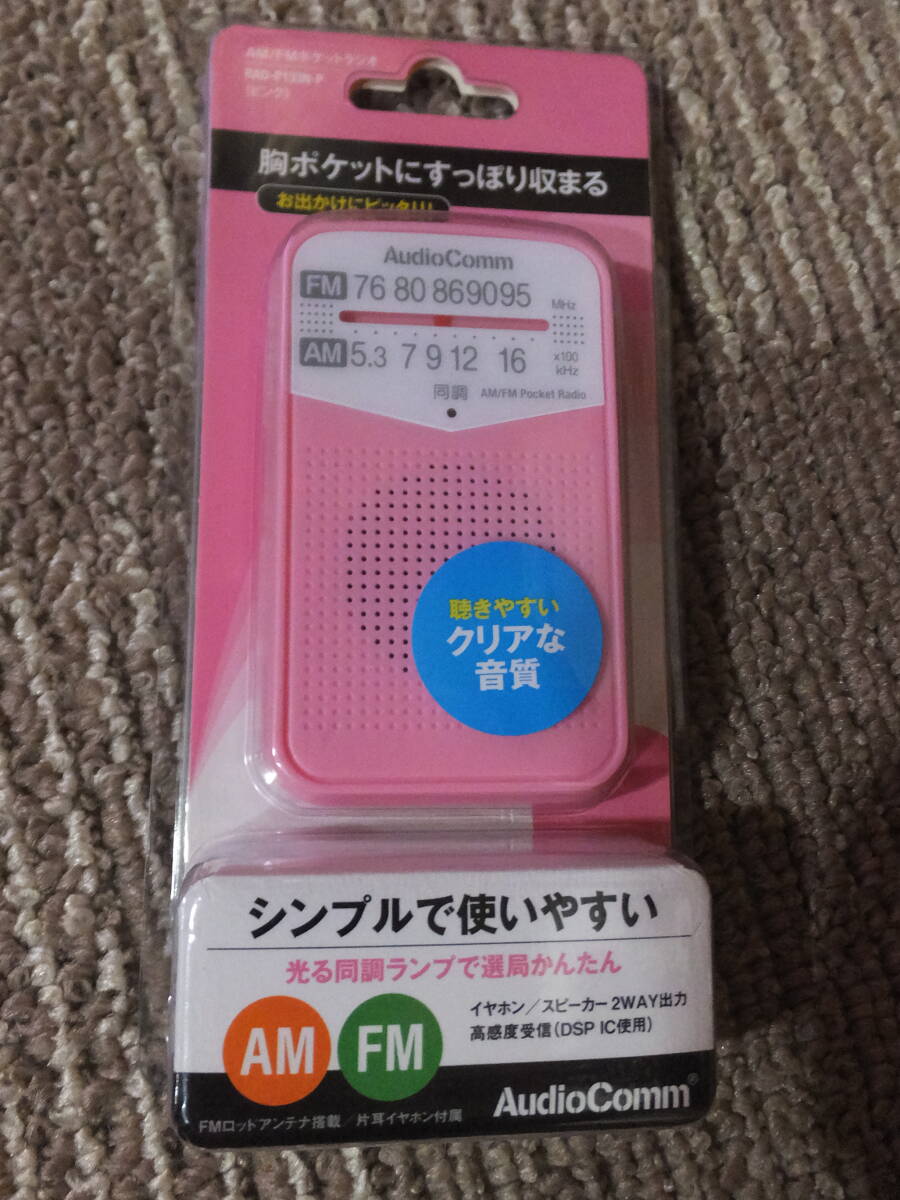 AM/FMポケットラジオ
RAD-P133N-P
(ピンク)
胸ポケットにすっぽり収まる
お出かけにピッタリ!
AudioComm
FM 76 80 86 90 95 MHz
AM 5.3 7 9 12 16 x100 kHz
同調 AM/FM Pocket Radio
聴きやすい
クリアな
音質
シンプルで使いやすい
光る同調ランプで選局かんたん
AM FM
イヤホン/スピーカー2WAY出力
高感度受信(DSP IC使用)
AudioComm®
FMロッドアンテナ搭載/片耳イヤホン付属